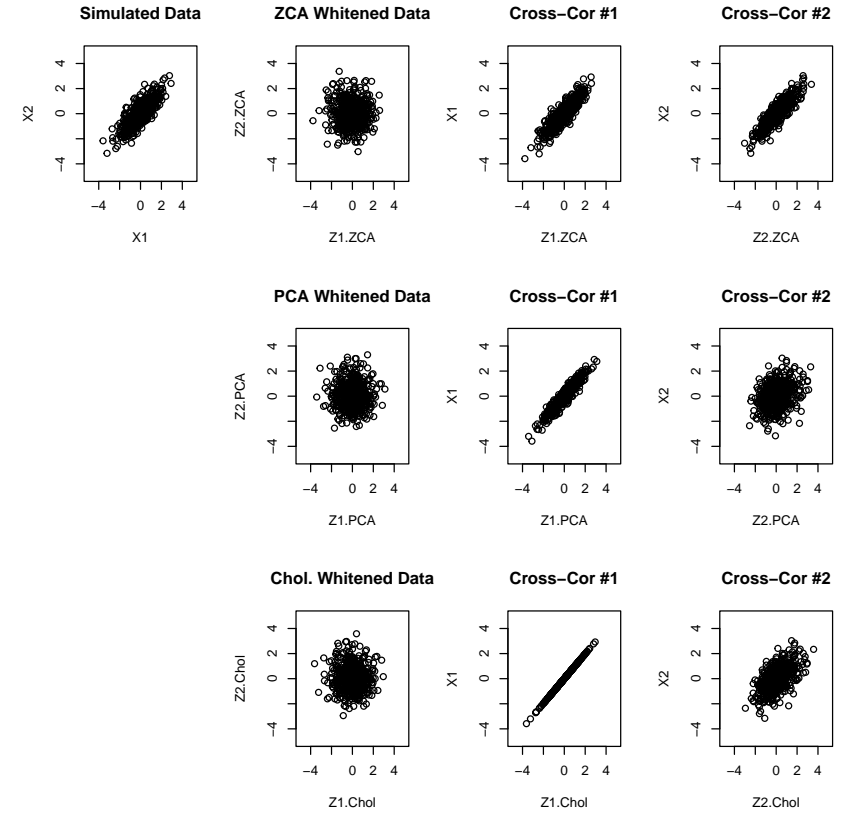 Simulated Data
ZCA Whitened Data
Cross−Cor #1
Cross−Cor #2
X2
4
0
−4
−4 0 2 4
X1
Z2.ZCA
4
2
0
−4
−4 0 2 4
Z1.ZCA
X1
4
2
0
−4
−4 0 2 4
Z1.ZCA
X2
4
2
0
−4
−4 0 2 4
Z2.ZCA
PCA Whitened Data
Cross−Cor #1
Cross−Cor #2
Z2.PCA
4
2
0
−4
−4 0 2 4
Z1.PCA
X1
4
2
0
−4
−4 0 2 4
Z1.PCA
X2
4
2
0
−4
−4 0 2 4
Z2.PCA
Chol. Whitened Data
Cross−Cor #1
Cross−Cor #2
Z2.Chol
4
2
0
−4
−4 0 2 4
Z1.Chol
X1
4
2
0
−4
−4 0 2 4
Z1.Chol
X2
4
2
0
−4
−4 0 2 4
Z2.Chol